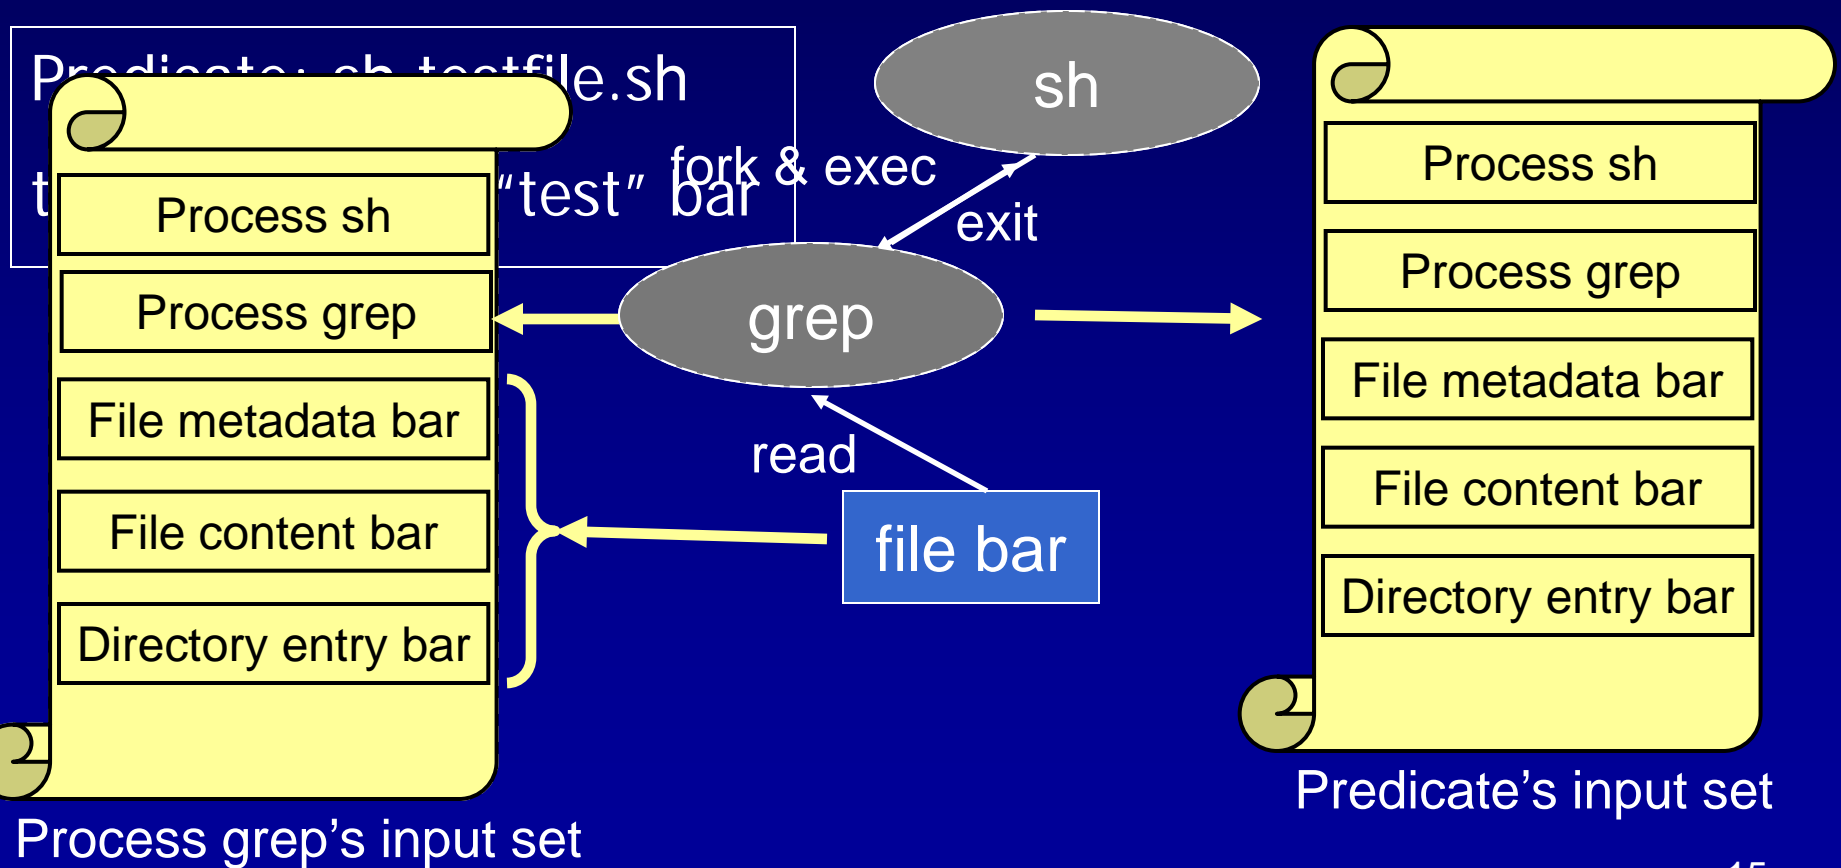 Predicate: sh testfile.sh
"test" bar
Process sh
Process grep
File metadata bar
File content bar
Directory entry bar
Process grep's input set
sh
fork & exec
exit
grep
read
file bar
Process sh
Process grep
File metadata bar
File content bar
Directory entry bar
Predicate's input set